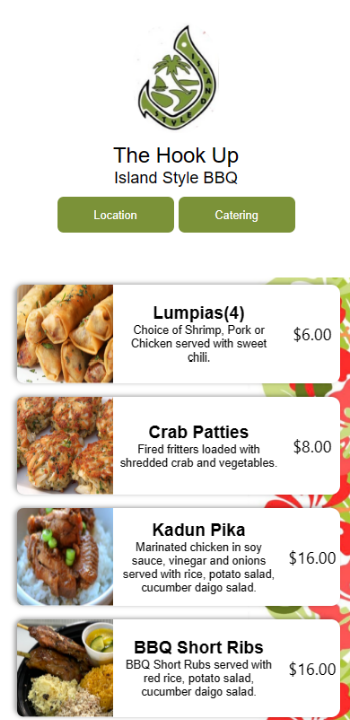 ISLAND
STYLE
The Hook Up
Island Style BBQ
Location
Catering
Lumpias(4)
Choice of Shrimp, Pork or
Chicken served with sweet
chili.
$6.00
Crab Patties
Fired fritters loaded with
shredded crab and vegetables.
$8.00
Kadun Pika
Marinated chicken in soy
sauce, vinegar and onions
served with rice, potato salad,
cucumber daigo salad.
$16.00
BBQ Short Ribs
BBQ Short Rubs served with
red rice, potato salad,
cucumber daigo salad.
$16.00